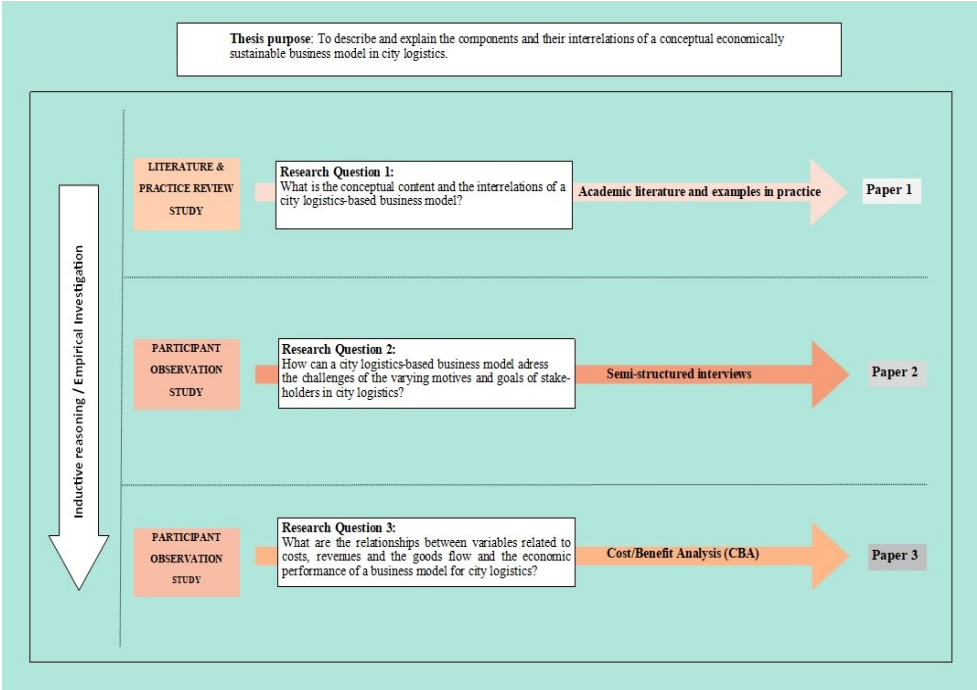 Thesis purpose: To describe and explain the components and their interrelations of a conceptual economically
sustainable business model in city logistics.
Inductive reasoning / Empirical Investigation
LITERATURE &
PRACTICE REVIEW
STUDY
Research Question 1:
What is the conceptual content and the interrelations of a
city logistics-based business model?
Academic literature and examples in practice
Paper 1
PARTICIPANT
OBSERVATION
STUDY
Research Question 2:
How can a city logistics-based business model adress
the challenges of the varying motives and goals of stake-
holders in city logistics?
Semi-structured interviews
Paper 2
PARTICIPANT
OBSERVATION
STUDY
Research Question 3:
What are the relationships between variables related to
costs, revenues and the goods flow and the economic
performance of a business model for city logistics?
Cost/Benefit Analysis (CBA)
Paper 3